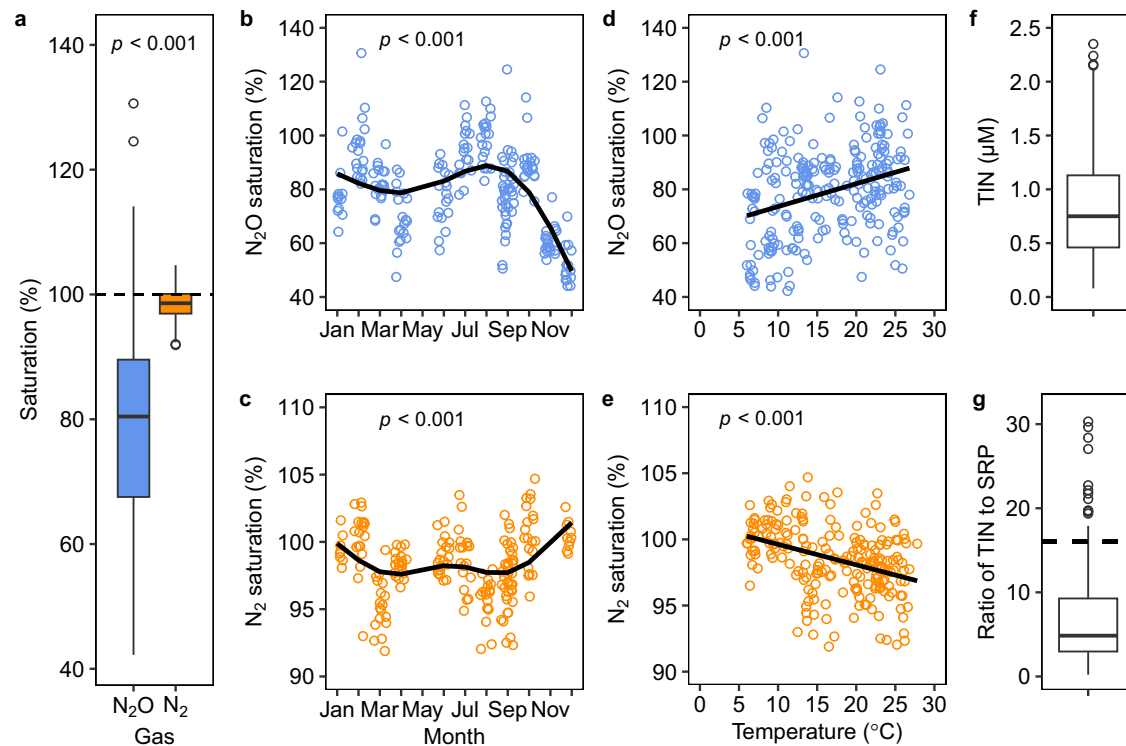 a
140
120
100
80
60
40
Saturation (%)
p < 0.001
N₂O N₂
Gas
b
140
120
100
80
60
40
N₂O saturation (%)
p < 0.001
Jan Mar May Jul Sep Nov
c
110
105
100
95
90
N₂ saturation (%)
p < 0.001
Jan Mar May Jul Sep Nov
Month
d
140
120
100
80
60
40
N₂O saturation (%)
p < 0.001
0 5 10 15 20 25 30
e
110
105
100
95
90
N₂ saturation (%)
p < 0.001
0 5 10 15 20 25 30
Temperature (°C)
f
2.5
2.0
1.5
1.0
0.5
0.0
TIN (µM)
g
30
20
10
0
Ratio of TIN to SRP